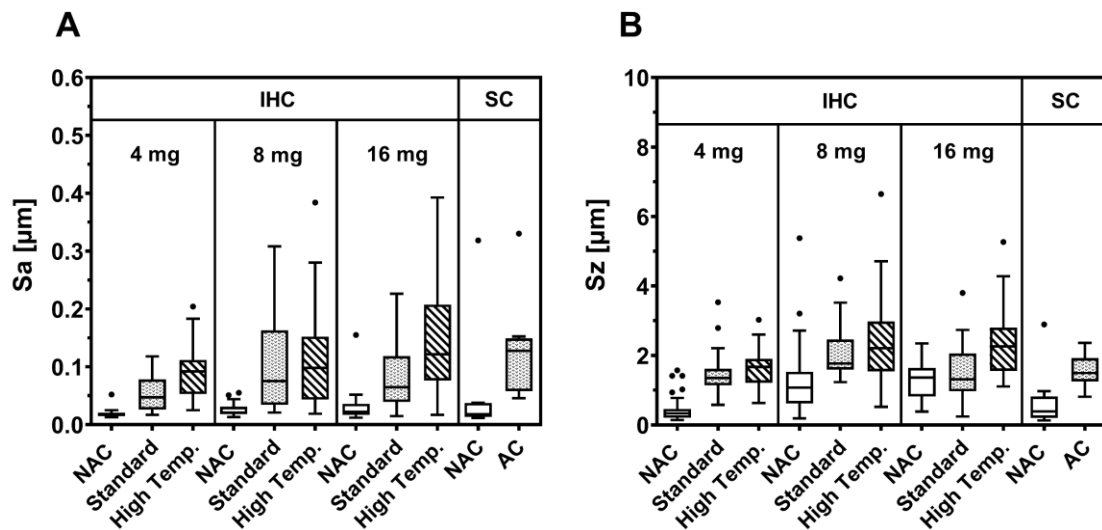 A
Sa [µm]
0.6
0.5
0.4
0.3
0.2
0.1
0.0
IHC
SC
4 mg
8 mg
16 mg
NAC
Standard
High Temp.
NAC
Standard
High Temp.
NAC
Standard
High Temp.
NAC
AC
B
Sz [µm]
10
8
6
4
2
0
IHC
SC
4 mg
8 mg
16 mg
NAC
Standard
High Temp.
NAC
Standard
High Temp.
NAC
Standard
High Temp.
NAC
AC